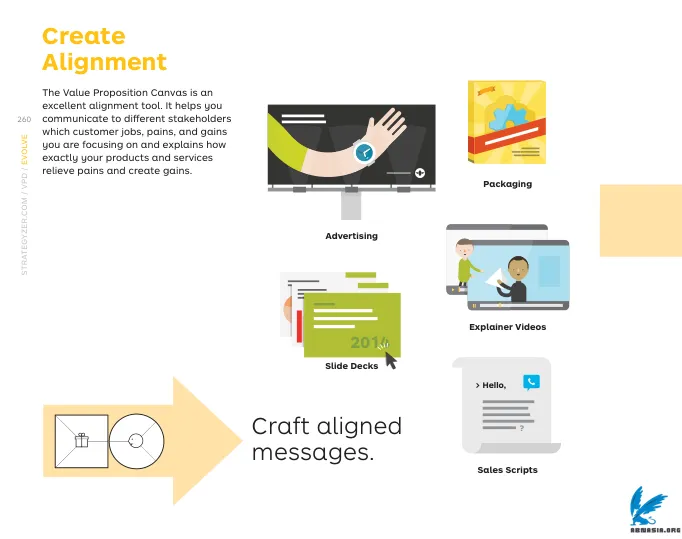 Create
Alignment
The Value Proposition Canvas is an
excellent alignment tool. It helps you
communicate to different stakeholders
which customer jobs, pains, and gains
you are focusing on and explains how
exactly your products and services
relieve pains and create gains.
260
STRATEGYZER.COM / VPD / EVOLVE
Advertising
Packaging
Explainer Videos
2014
Slide Decks
> Hello,
?
Sales Scripts
Craft aligned
messages.
ABMASIA.ORG